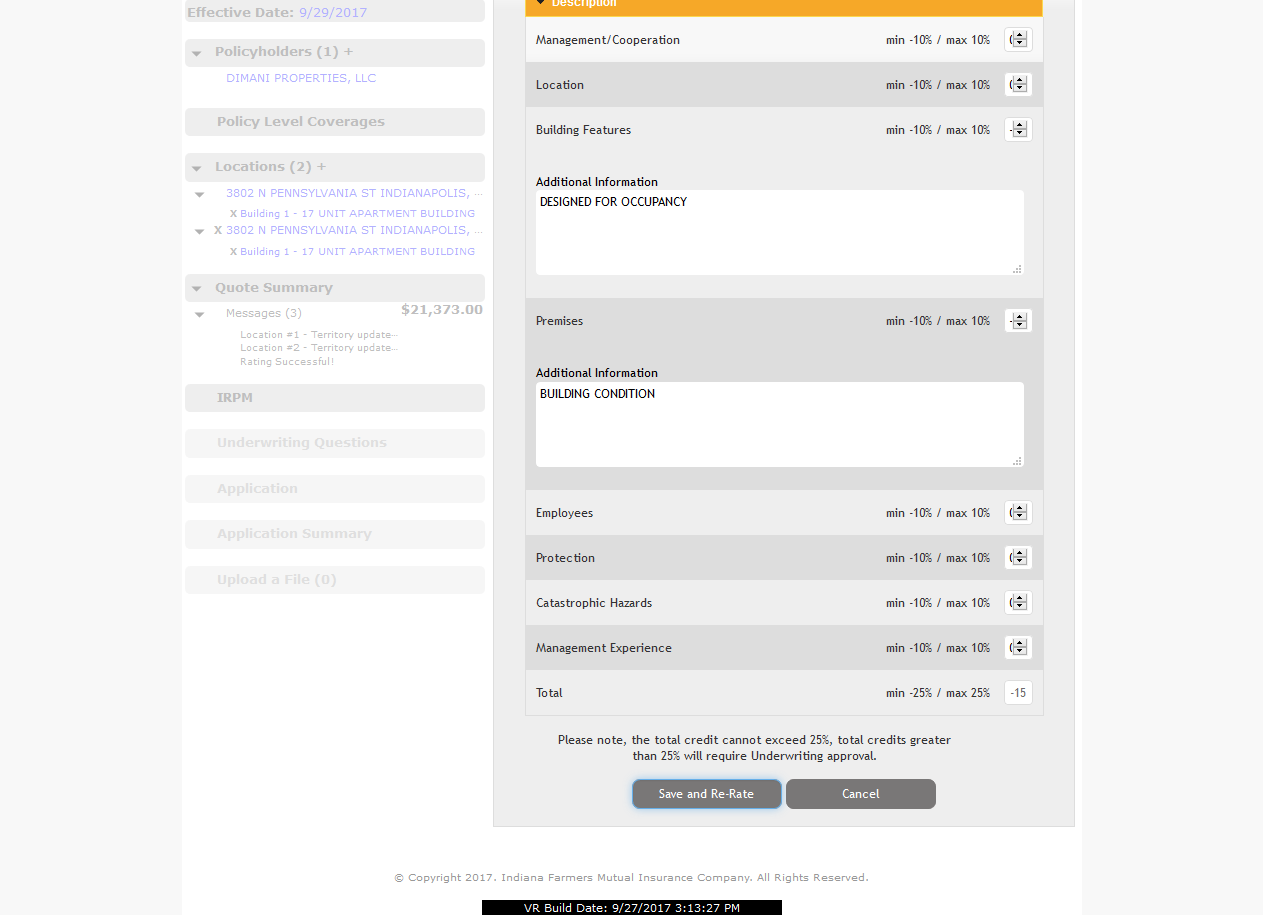 Effective Date: 9/29/2017
Policyholders (1) +
DIMANI PROPERTIES, LLC
Policy Level Coverages
Locations (2) +
3802 N PENNSYLVANIA ST INDIANAPOLIS, ...
X Building 1 - 17 UNIT APARTMENT BUILDING
X 3802 N PENNSYLVANIA ST INDIANAPOLIS, ...
X Building 1 - 17 UNIT APARTMENT BUILDING
Quote Summary
Messages (3) $21,373.00
Location #1 - Territory update...
Location #2 - Territory update...
Rating Successful!
IRPM
Underwriting Questions
Application
Application Summary
Upload a File (0)
Description
Management/Cooperation min -10% / max 10%
Location min -10% / max 10%
Building Features min -10% / max 10%
Additional Information
DESIGNED FOR OCCUPANCY
Premises min -10% / max 10%
Additional Information
BUILDING CONDITION
Employees min -10% / max 10%
Protection min -10% / max 10%
Catastrophic Hazards min -10% / max 10%
Management Experience min -10% / max 10%
Total min -25% / max 25% -15
Please note, the total credit cannot exceed 25%, total credits greater
than 25% will require Underwriting approval.
Save and Re-Rate Cancel
© Copyright 2017. Indiana Farmers Mutual Insurance Company. All Rights Reserved.
VR Build Date: 9/27/2017 3:13:27 PM